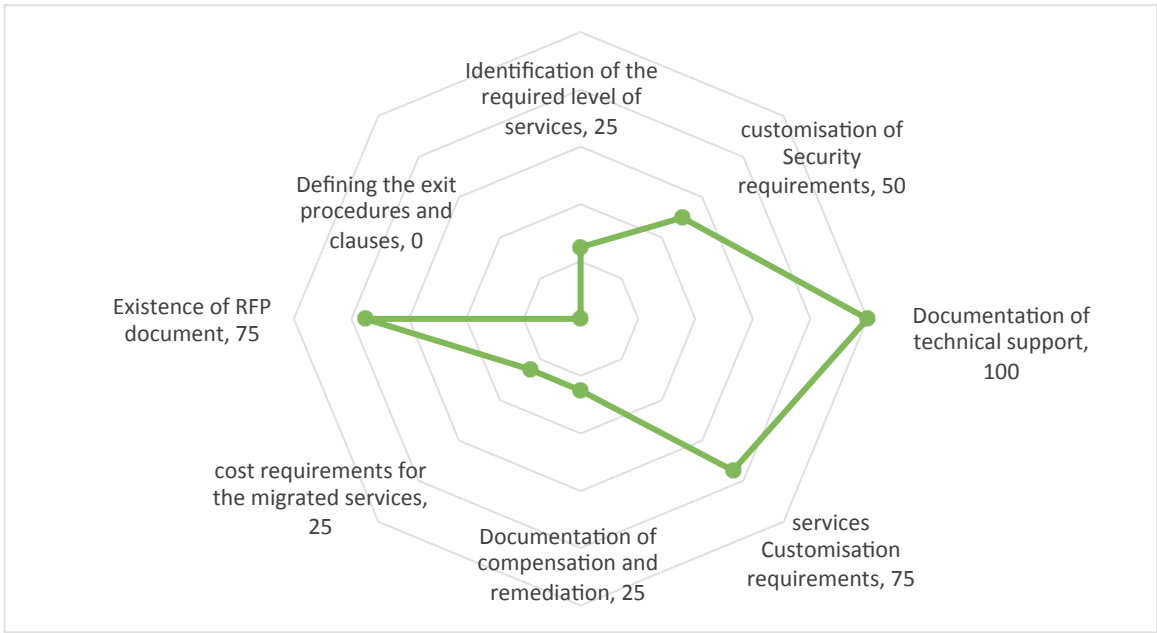 Identification of the
required level of
services, 25
customisation of
Security
requirements, 50
Documentation of
technical support,
100
services
Customisation
requirements, 75
Documentation of
compensation and
remediation, 25
cost requirements for
the migrated services,
25
Existence of RFP
document, 75
Defining the exit
procedures and
clauses, 0